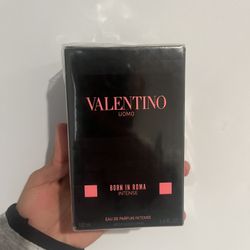 VALENTINO
UOMO
BORN IN ROMA
INTENSE
EAU DE PARFUM INTENSE